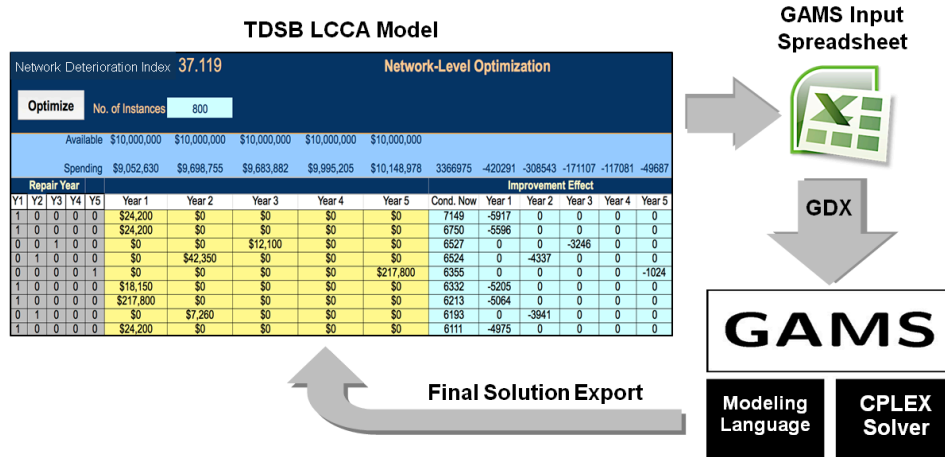 TDSB LCCA Model
GAMS Input
Spreadsheet
Network Deterioration Index 37.119 Network-Level Optimization
Optimize No. of Instances 800
Available $10,000,000 $10,000,000 $10,000,000 $10,000,000 $10,000,000
Spending $9,052,630 $9,698,755 $9,683,882 $9,995,205 $10,148,978 3366975 -420291 -308543 -171107 -117081 -49687
Repair Year Improvement Effect
Y1 Y2 Y3 Y4 Y5 Year 1 Year 2 Year 3 Year 4 Year 5 Cond. Now Year 1 Year 2 Year 3 Year 4 Year 5
1 0 0 0 0 $24,200 $0 $0 $0 $0 7149 -5917 0 0 0 0
1 0 0 0 0 $24,200 $0 $0 $0 $0 6750 -5596 0 0 0 0
0 0 1 0 0 $0 $0 $12,100 $0 $0 6527 0 0 -3246 0 0
0 1 0 0 0 $0 $42,350 $0 $0 $0 6524 0 -4337 0 0 0
0 0 0 0 1 $0 $0 $0 $0 $217,800 6355 0 0 0 0 -1024
1 0 0 0 0 $18,150 $0 $0 $0 $0 6332 -5205 0 0 0 0
1 0 0 0 0 $217,800 $0 $0 $0 $0 6213 -5064 0 0 0 0
0 1 0 0 0 $0 $7,260 $0 $0 $0 6193 0 -3941 0 0 0
1 0 0 0 0 $24,200 $0 $0 $0 $0 6111 -4975 0 0 0 0
GDX
GAMS
Final Solution Export
Modeling
Language
CPLEX
Solver